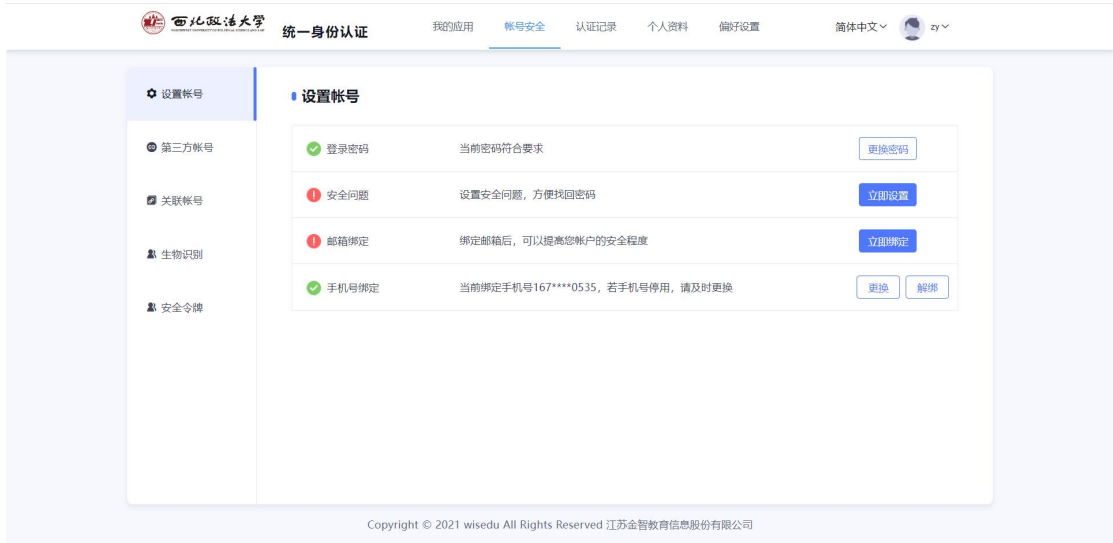 西北政法大学 统一身份认证 我的应用 帐号安全 认证记录 个人资料 偏好设置 简体中文 zy
设置帐号
第三方帐号
关联帐号
生物识别
安全令牌
设置帐号
登录密码 当前密码符合要求 更换密码
安全问题 设置安全问题，方便找回密码 立即设置
邮箱绑定 绑定邮箱后，可以提高您帐户的安全程度 立即绑定
手机号绑定 当前绑定手机号167****0535，若手机号停用，请及时更换 更换 解绑
Copyright © 2021 wisedu All Rights Reserved 江苏金智教育信息股份有限公司